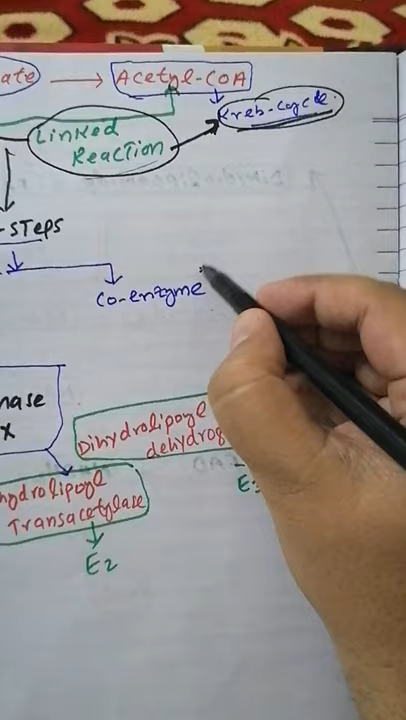 ate → Acetyl-COA
Kreb-Cycle
Linked
Reaction
-STEPS
Co-enzyme
nase
x
Dihydrolipoyl
dehydrog
hydrolipoyl
Transacetylase
E2
E3